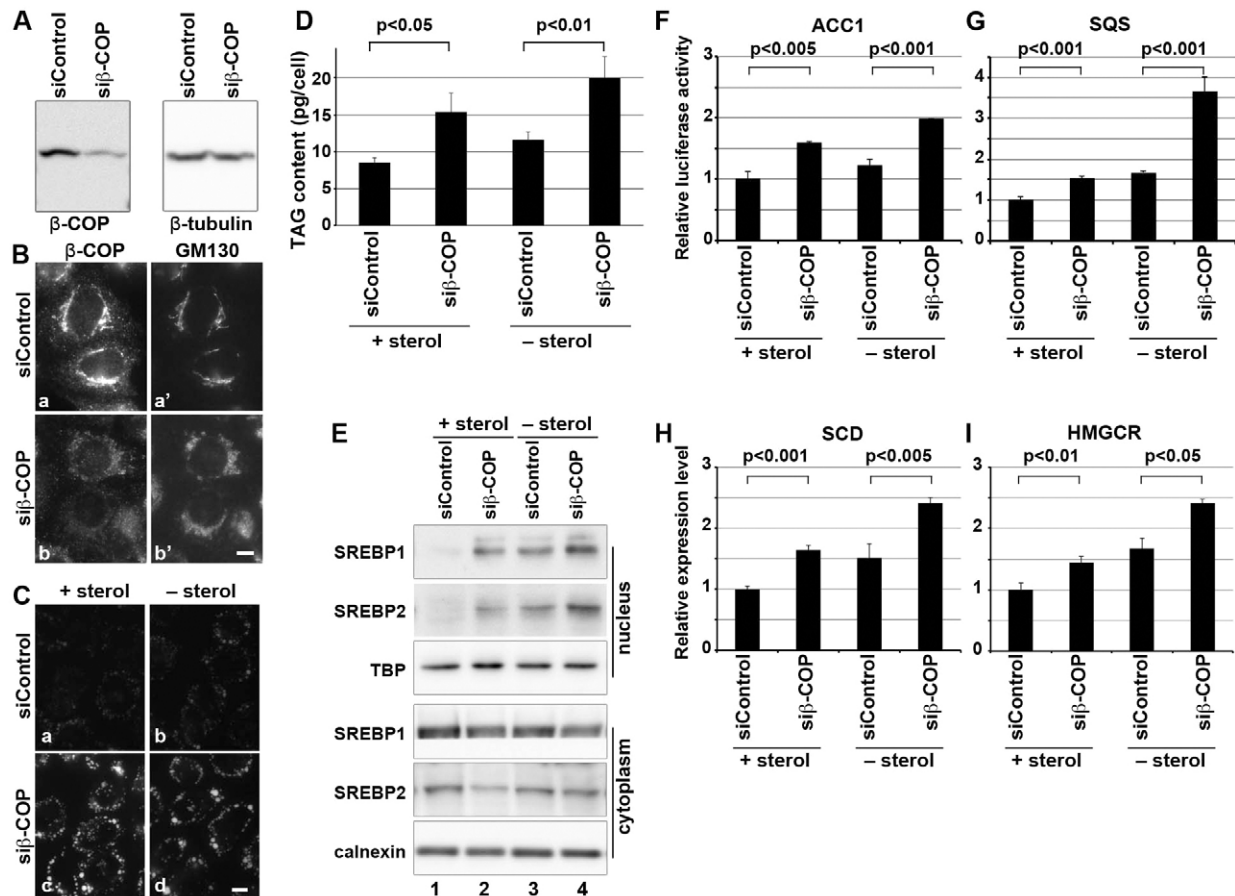 A
siControl
siβ-COP
siControl
siβ-COP
β-COP
β-tubulin
B
β-COP
GM130
siControl
a
a'
siβ-COP
b
b'
C
+ sterol
– sterol
siControl
a
b
siβ-COP
c
d
D
p<0.05
p<0.01
TAG content (pg/cell)
20
15
10
5
0
siControl
siβ-COP
siControl
siβ-COP
+ sterol
– sterol
E
+ sterol
– sterol
siControl
siβ-COP
siControl
siβ-COP
SREBP1
SREBP2
TBP
nucleus
SREBP1
SREBP2
calnexin
cytoplasm
1 2 3 4
F
ACC1
p<0.005
p<0.001
Relative luciferase activity
3
2
1
0
siControl
siβ-COP
siControl
siβ-COP
+ sterol
– sterol
G
SQS
p<0.001
p<0.001
4
3
2
1
0
siControl
siβ-COP
siControl
siβ-COP
+ sterol
– sterol
H
SCD
p<0.001
p<0.005
Relative expression level
3
2
1
0
siControl
siβ-COP
siControl
siβ-COP
+ sterol
– sterol
I
HMGCR
p<0.01
p<0.05
3
2
1
0
siControl
siβ-COP
siControl
siβ-COP
+ sterol
– sterol